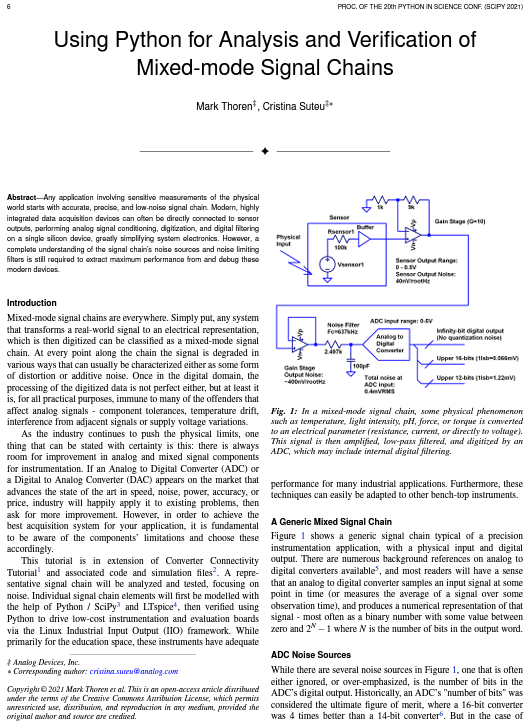 6
PROC. OF THE 20th PYTHON IN SCIENCE CONF. (SCIPY 2021)
Using Python for Analysis and Verification of
Mixed-mode Signal Chains
Mark Thoren‡, Cristina Suteu‡∗
Abstract—Any application involving sensitive measurements of the physical
world starts with accurate, precise, and low-noise signal chain. Modern, highly
integrated data acquisition devices can often be directly connected to sensor
outputs, performing analog signal conditioning, digitization, and digital filtering
on a single silicon device, greatly simplifying system electronics. However, a
complete understanding of the signal chain's noise sources and noise limiting
filters is still required to extract maximum performance from and debug these
modern devices.
Introduction
Mixed-mode signal chains are everywhere. Simply put, any system
that transforms a real-world signal to an electrical representation,
which is then digitized can be classified as a mixed-mode signal
chain. At every point along the chain the signal is degraded in
various ways that can usually be characterized either as some form
of distortion or additive noise. Once in the digital domain, the
processing of the digitized data is not perfect either, but at least it
is, for all practical purposes, immune to many of the offenders that
affect analog signals - component tolerances, temperature drift,
interference from adjacent signals or supply voltage variations.
As the industry continues to push the physical limits, one
thing that can be stated with certainty is this: there is always
room for improvement in analog and mixed signal components
for instrumentation. If an Analog to Digital Converter (ADC) or
a Digital to Analog Converter (DAC) appears on the market that
advances the state of the art in speed, noise, power, accuracy, or
price, industry will happily apply it to existing problems, then
ask for more improvement. However, in order to achieve the
best acquisition system for your application, it is fundamental
to be aware of the components' limitations and choose these
accordingly.
This tutorial is in extension of Converter Connectivity
Tutorial1 and associated code and simulation files2. A repre-
sentative signal chain will be analyzed and tested, focusing on
noise. Individual signal chain elements will first be modelled with
the help of Python / SciPy3 and LTspice4, then verified using
Python to drive low-cost instrumentation and evaluation boards
via the Linux Industrial Input Output (IIO) framework. While
primarily for the education space, these instruments have adequate
‡ Analog Devices, Inc.
∗ Corresponding author: cristina.suteu@analog.com
Copyright © 2021 Mark Thoren et al. This is an open-access article distributed
under the terms of the Creative Commons Attribution License, which permits
unrestricted use, distribution, and reproduction in any medium, provided the
original author and source are credited.
1k
9k
Gain Stage (G=10)
Sensor
Buffer
Rsensor1
100k
+Vp
-Vp
Physical
Input
Vsensor1
Sensor Output Range:
0 - 0.5V
Sensor Output Noise:
40nV/rootHz
+Vp
-Vp
Noise Filter
Fc=637kHz
2.497k
100pF
ADC input range: 0-5V
Analog to
Digital
Converter
Infinity-bit digital output
(No quantization noise)
Upper 16-bits (1lsb=0.066mV)
Upper 12-bits (1lsb=1.22mV)
Gain Stage
Output Noise:
~400nV/rootHz
Total noise at
ADC input:
0.4mVRMS
Fig. 1: In a mixed-mode signal chain, some physical phenomenon
such as temperature, light intensity, pH, force, or torque is converted
to an electrical parameter (resistance, current, or directly to voltage).
This signal is then amplified, low-pass filtered, and digitized by an
ADC, which may include internal digital filtering.
performance for many industrial applications. Furthermore, these
techniques can easily be adapted to other bench-top instruments.
A Generic Mixed Signal Chain
Figure 1 shows a generic signal chain typical of a precision
instrumentation application, with a physical input and digital
output. There are numerous background references on analog to
digital converters available5, and most readers will have a sense
that an analog to digital converter samples an input signal at some
point in time (or measures the average of a signal over some
observation time), and produces a numerical representation of that
signal - most often as a binary number with some value between
zero and 2^N − 1 where N is the number of bits in the output word.
ADC Noise Sources
While there are several noise sources in Figure 1, one that is often
either ignored, or over-emphasized, is the number of bits in the
ADC's digital output. Historically, an ADC's "number of bits" was
considered the ultimate figure of merit, where a 16-bit converter
was 4 times better than a 14-bit converter6. But in the case of